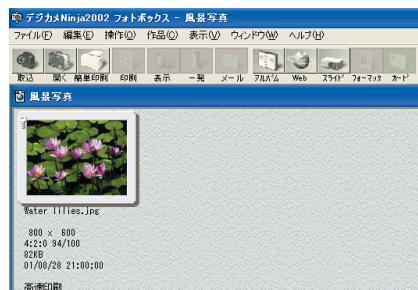 デジカメNinja2002 フォトボックス - 風景写真
ファイル(F) 編集(E) 操作(O) 作品(C) 表示(V) ウィンドウ(W) ヘルプ(H)
取込 開く 簡単印刷 印刷 表示 一発 メール アルバム Web スライド フォーマッタ カード
風景写真
Water lilies.jpg
800 x 600
4:2:0 94/100
82KB
01/08/28 21:00:00
高速印刷